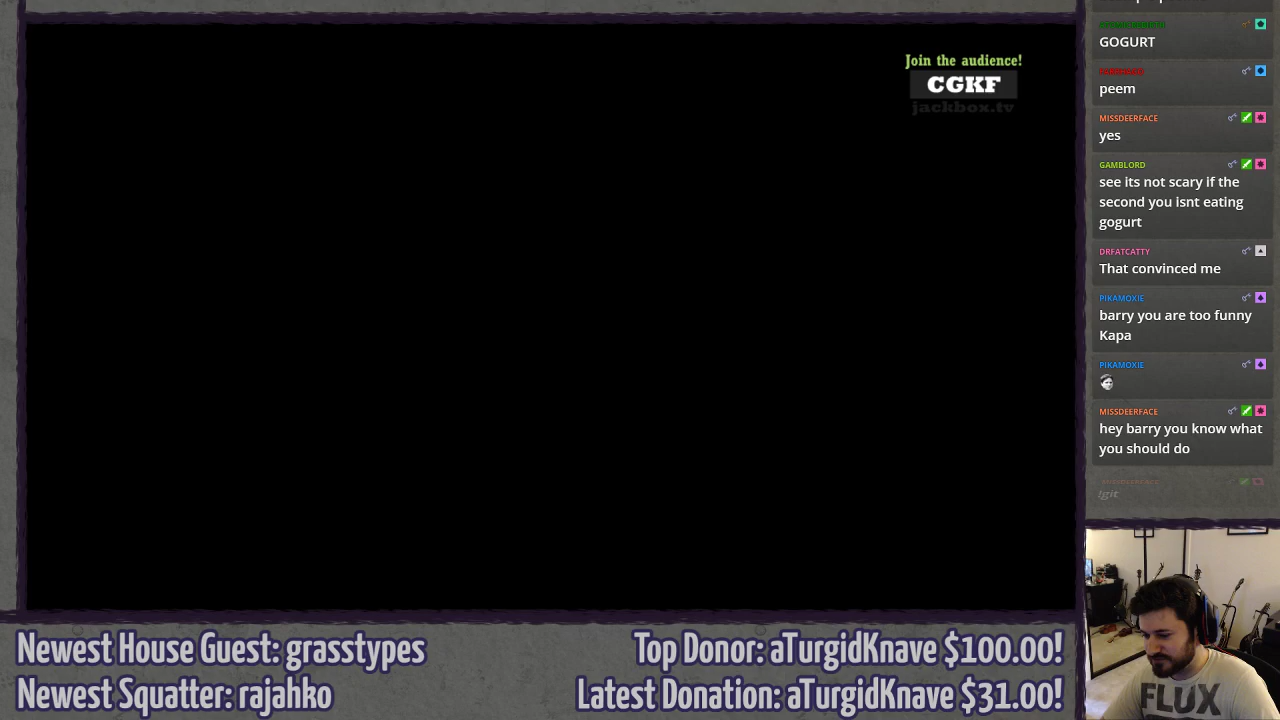 Join the audience!
CGKF
jackbox.tv
GOGURT
peem
MISSDEERFACE
yes
GAMBLORD
see its not scary if the
second you isnt eating
gogurt
DRFATCATTY
That convinced me
PIKAMOXIE
barry you are too funny
Kapa
PIKAMOXIE
MISSDEERFACE
hey barry you know what
you should do
MISSDEERFACE
!git
FLUX
Newest House Guest: grasstypes
Newest Squatter: rajahko
Top Donor: aTurgidKnave $100.00!
Latest Donation: aTurgidKnave $31.00!